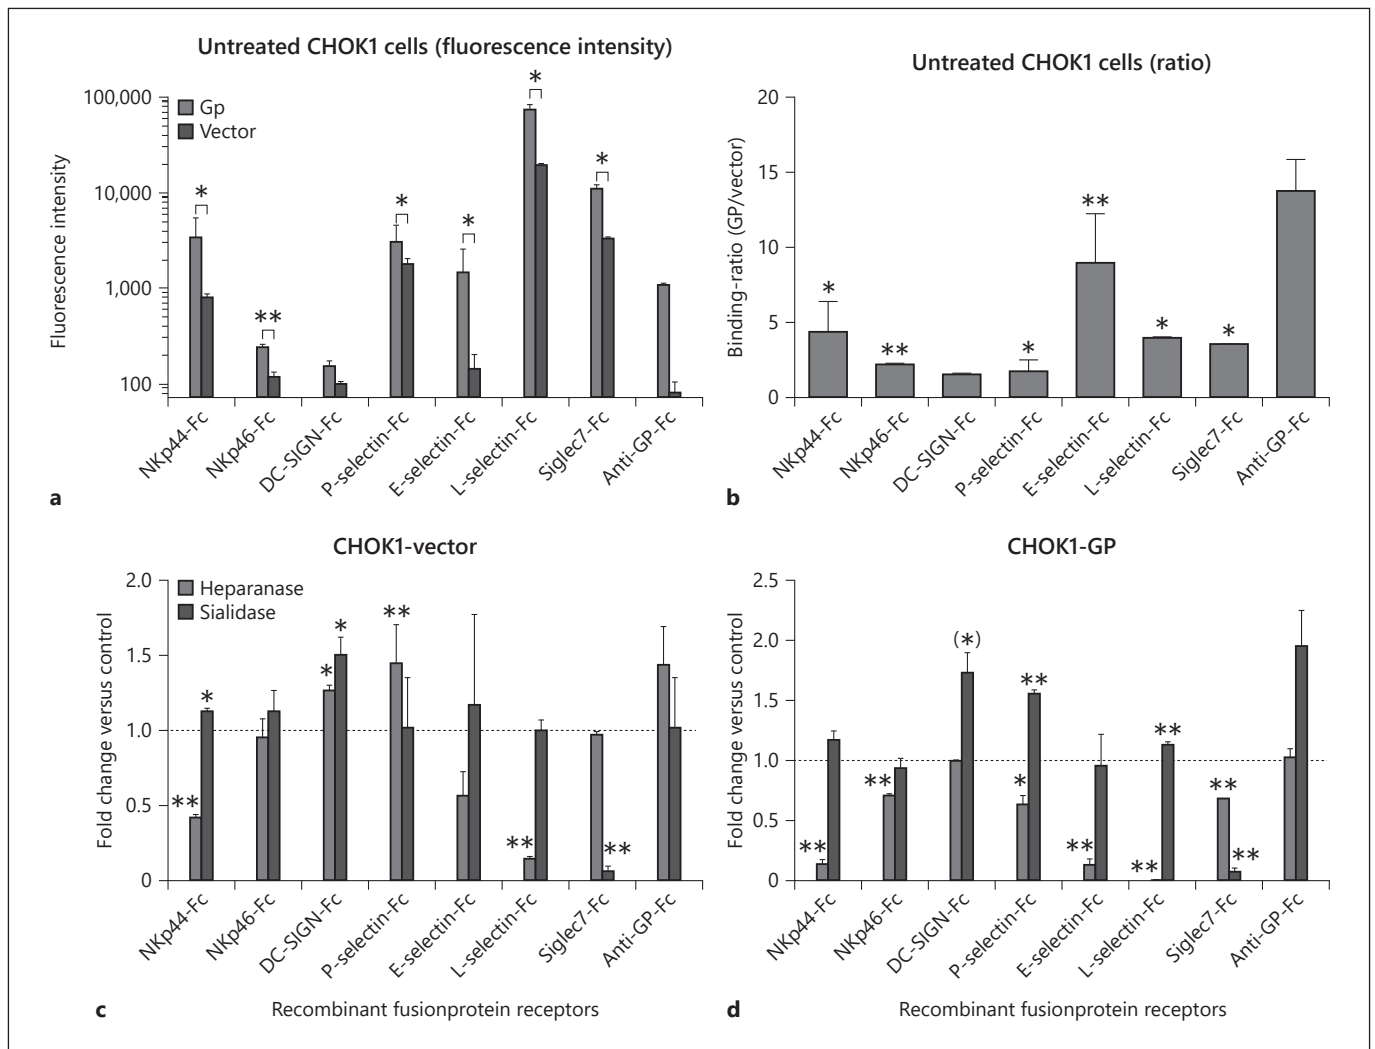 Untreated CHOK1 cells (fluorescence intensity)
100,000
10,000
1,000
100
Fluorescence intensity
Gp
Vector
*
**
*
*
*
*
NKp44-Fc
NKp46-Fc
DC-SIGN-Fc
P-selectin-Fc
E-selectin-Fc
L-selectin-Fc
Siglec7-Fc
Anti-GP-Fc
a
Untreated CHOK1 cells (ratio)
20
15
10
5
0
Binding-ratio (GP/vector)
*
**
*
**
*
*
NKp44-Fc
NKp46-Fc
DC-SIGN-Fc
P-selectin-Fc
E-selectin-Fc
L-selectin-Fc
Siglec7-Fc
Anti-GP-Fc
b
CHOK1-vector
2.0
1.5
1.0
0.5
0
Fold change versus control
Heparanase
Sialidase
**
*
*
*
**
**
**
NKp44-Fc
NKp46-Fc
DC-SIGN-Fc
P-selectin-Fc
E-selectin-Fc
L-selectin-Fc
Siglec7-Fc
Anti-GP-Fc
c
Recombinant fusionprotein receptors
CHOK1-GP
2.5
2.0
1.5
1.0
0.5
0
Fold change versus control
**
**
(*)
*
**
**
**
**
**
**
NKp44-Fc
NKp46-Fc
DC-SIGN-Fc
P-selectin-Fc
E-selectin-Fc
L-selectin-Fc
Siglec7-Fc
Anti-GP-Fc
d
Recombinant fusionprotein receptors